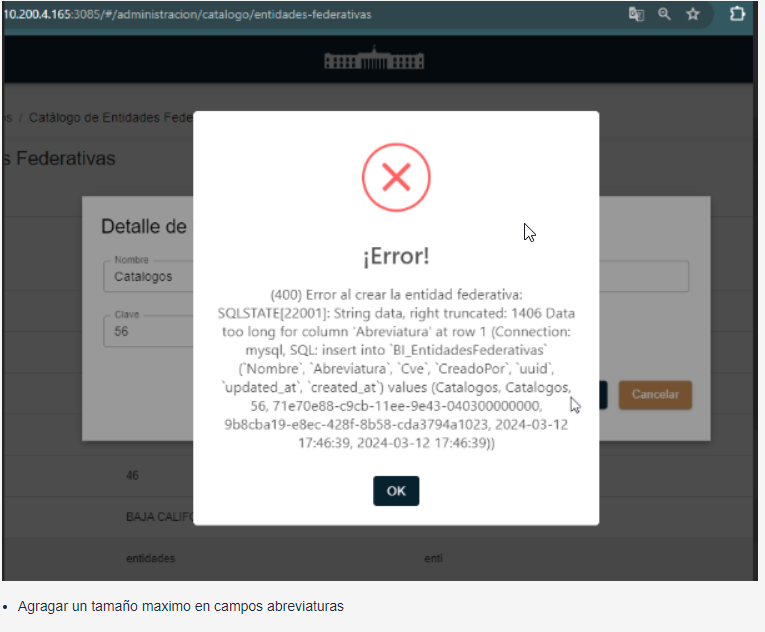 10.200.4.165:3085/#/administracion/catalogo/entidades-federativas
os / Catálogo de Entidades Fede
s Federativas
Detalle de
Nombre
Catalogos
Clave
56
¡Error!
(400) Error al crear la entidad federativa:
SQLSTATE[22001]: String data, right truncated: 1406 Data
too long for column 'Abreviatura' at row 1 (Connection:
mysql, SQL: insert into `BI_EntidadesFederativas`
(`Nombre`, `Abreviatura`, `Cve`, `CreadoPor`, `uuid`,
`updated_at`, `created_at`) values (Catalogos, Catalogos,
56, 71e70e88-c9cb-11ee-9e43-040300000000,
9b8cba19-e8ec-428f-8b58-cda3794a1023, 2024-03-12
17:46:39, 2024-03-12 17:46:39))
OK
Cancelar
46
BAJA CALIFO
entidades enti
• Agragar un tamaño maximo en campos abreviaturas